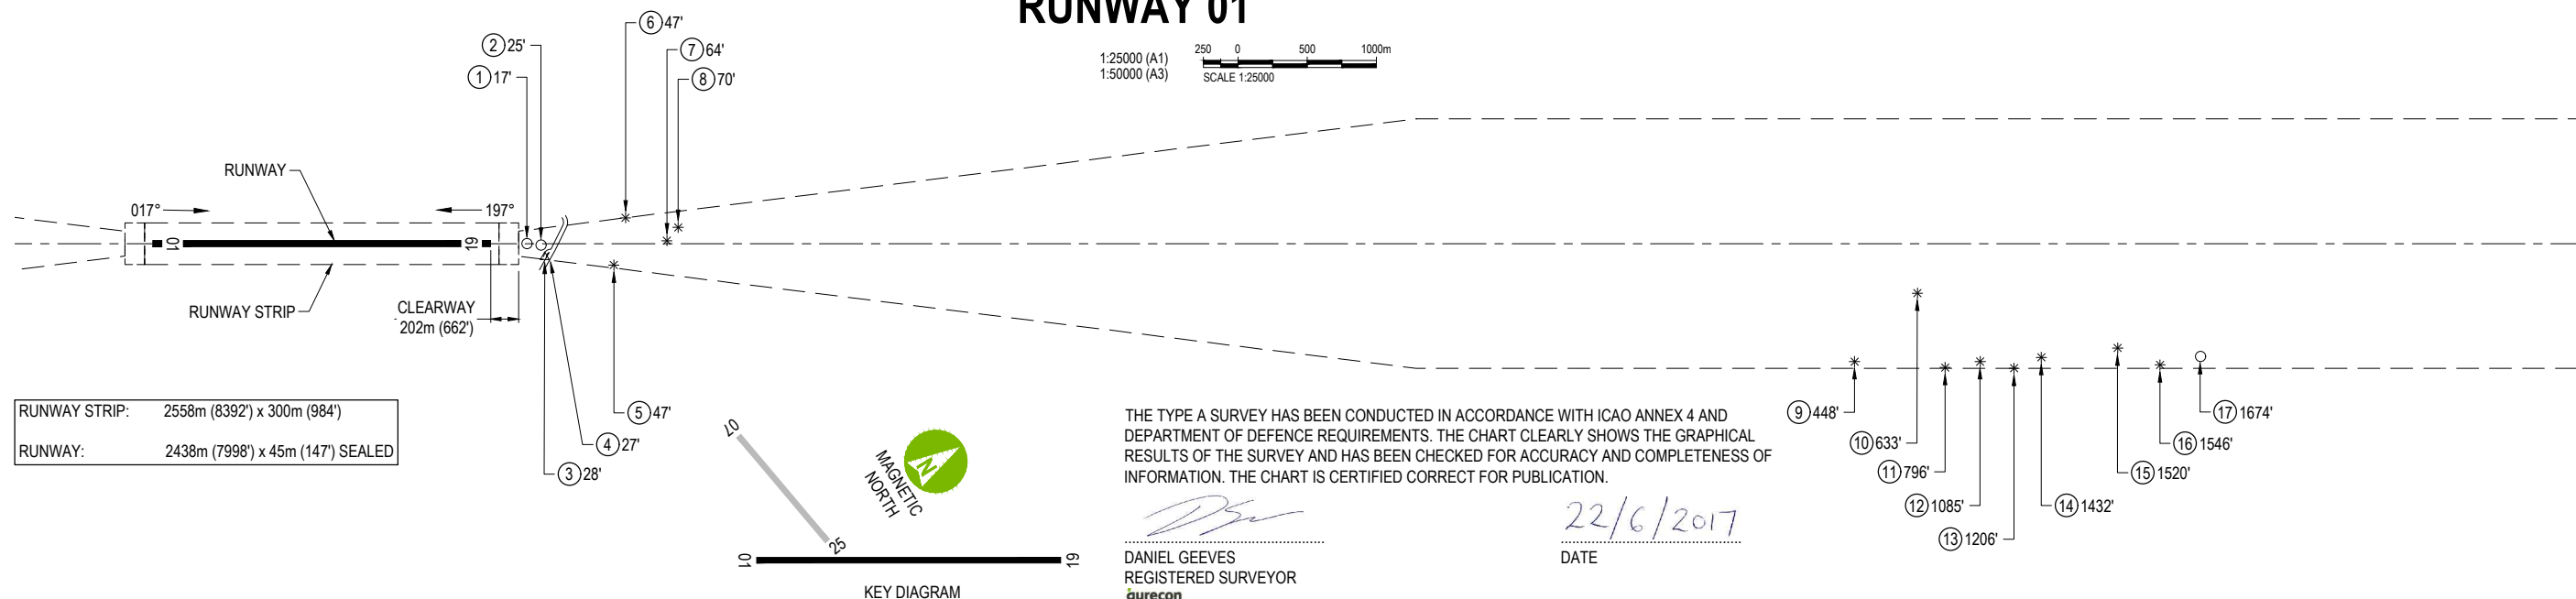 RUNWAY 01
1:25000 (A1)
1:50000 (A3)
250 0 500 1000m
SCALE 1:25000
6 47'
2 25'
7 64'
1 17'
8 70'
RUNWAY
017°
197°
01
19
RUNWAY STRIP
CLEARWAY
202m (662')
5 47'
4 27'
3 28'
9 448'
10 633'
11 796'
12 1085'
13 1206'
14 1432'
15 1520'
16 1546'
17 1674'
RUNWAY STRIP: 2558m (8392') x 300m (984')
RUNWAY: 2438m (7998') x 45m (147') SEALED
07
25
01
19
N
MAGNETIC
NORTH
KEY DIAGRAM
THE TYPE A SURVEY HAS BEEN CONDUCTED IN ACCORDANCE WITH ICAO ANNEX 4 AND
DEPARTMENT OF DEFENCE REQUIREMENTS. THE CHART CLEARLY SHOWS THE GRAPHICAL
RESULTS OF THE SURVEY AND HAS BEEN CHECKED FOR ACCURACY AND COMPLETENESS OF
INFORMATION. THE CHART IS CERTIFIED CORRECT FOR PUBLICATION.
22/6/2017
DANIEL GEEVES
DATE
REGISTERED SURVEYOR
aurecon